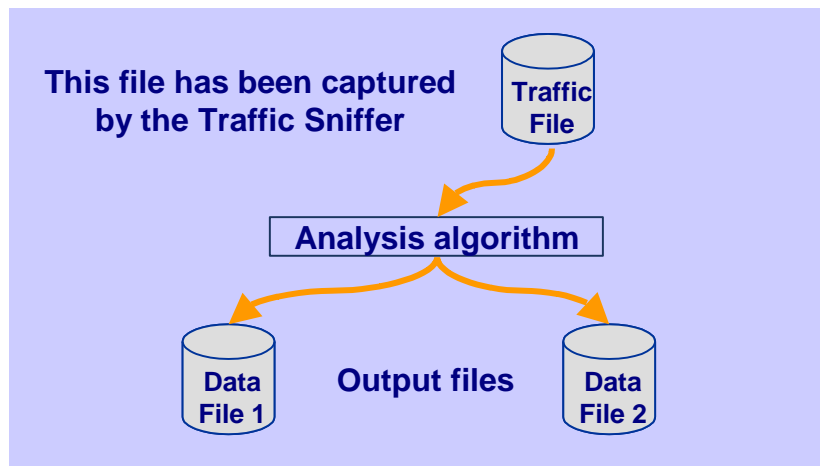 This file has been captured
by the Traffic Sniffer
Traffic
File
Analysis algorithm
Data
File 1
Output files
Data
File 2